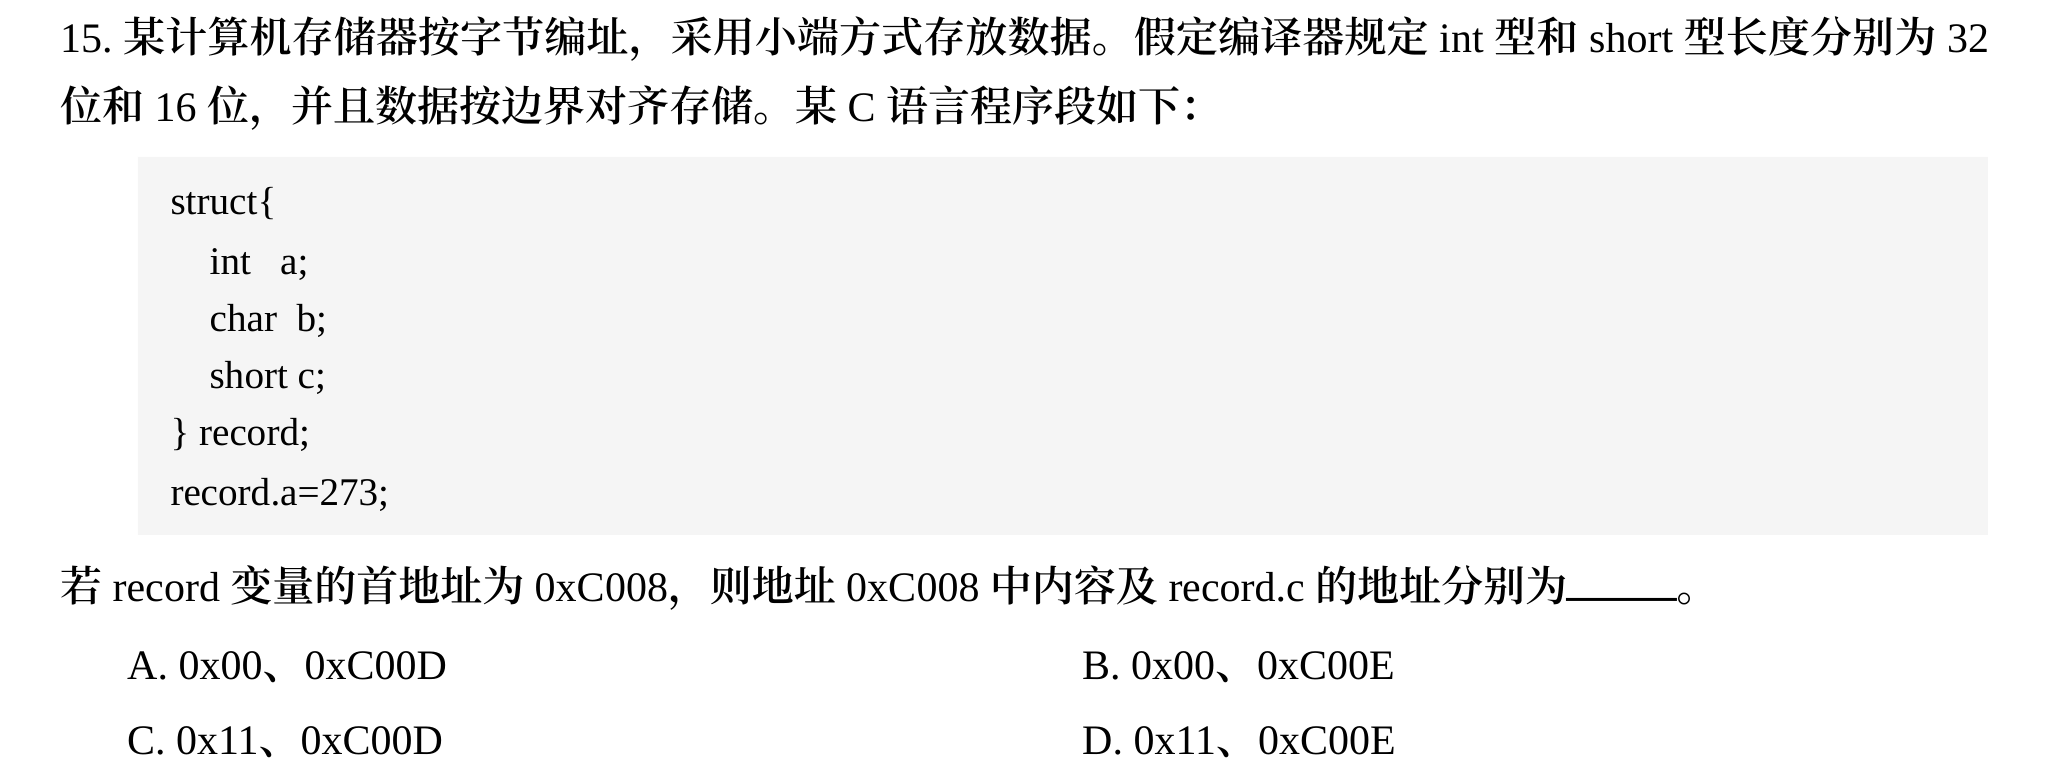 15. 某计算机存储器按字节编址，采用小端方式存放数据。假定编译器规定 int 型和 short 型长度分别为 32
位和 16 位，并且数据按边界对齐存储。某 C 语言程序段如下：
struct{
int a;
char b;
short c;
} record;
record.a=273;
若 record 变量的首地址为 0xC008，则地址 0xC008 中内容及 record.c 的地址分别为_____。
A. 0x00、0xC00D B. 0x00、0xC00E
C. 0x11、0xC00D D. 0x11、0xC00E